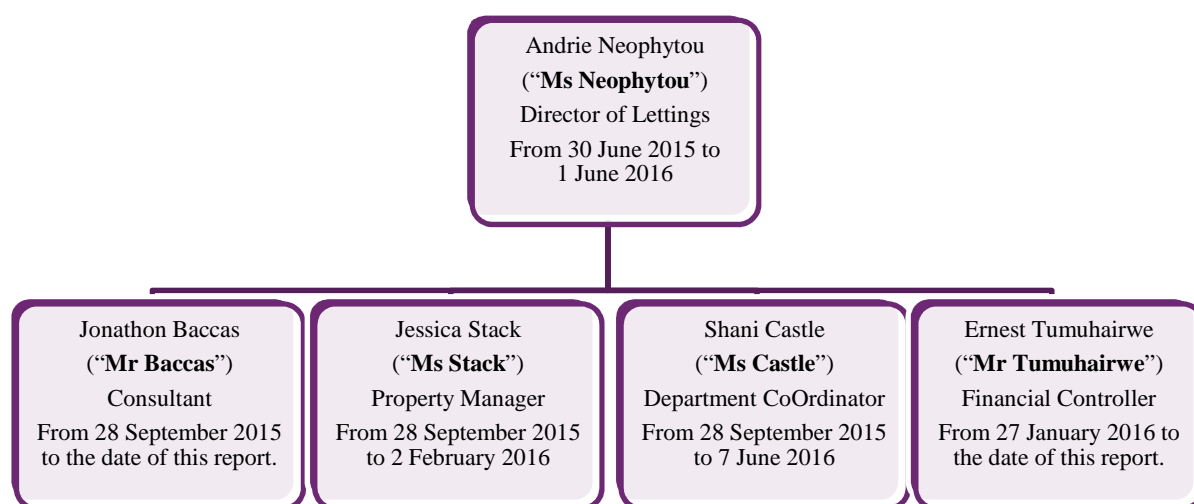 Andrie Neophytou
(“Ms Neophytou”)
Director of Lettings
From 30 June 2015 to
1 June 2016
Jonathon Baccas
(“Mr Baccas”)
Consultant
From 28 September 2015
to the date of this report.
Jessica Stack
(“Ms Stack”)
Property Manager
From 28 September 2015
to 2 February 2016
Shani Castle
(“Ms Castle”)
Department CoOrdinator
From 28 September 2015
to 7 June 2016
Ernest Tumuhairwe
(“Mr Tumuhairwe”)
Financial Controller
From 27 January 2016 to
the date of this report.